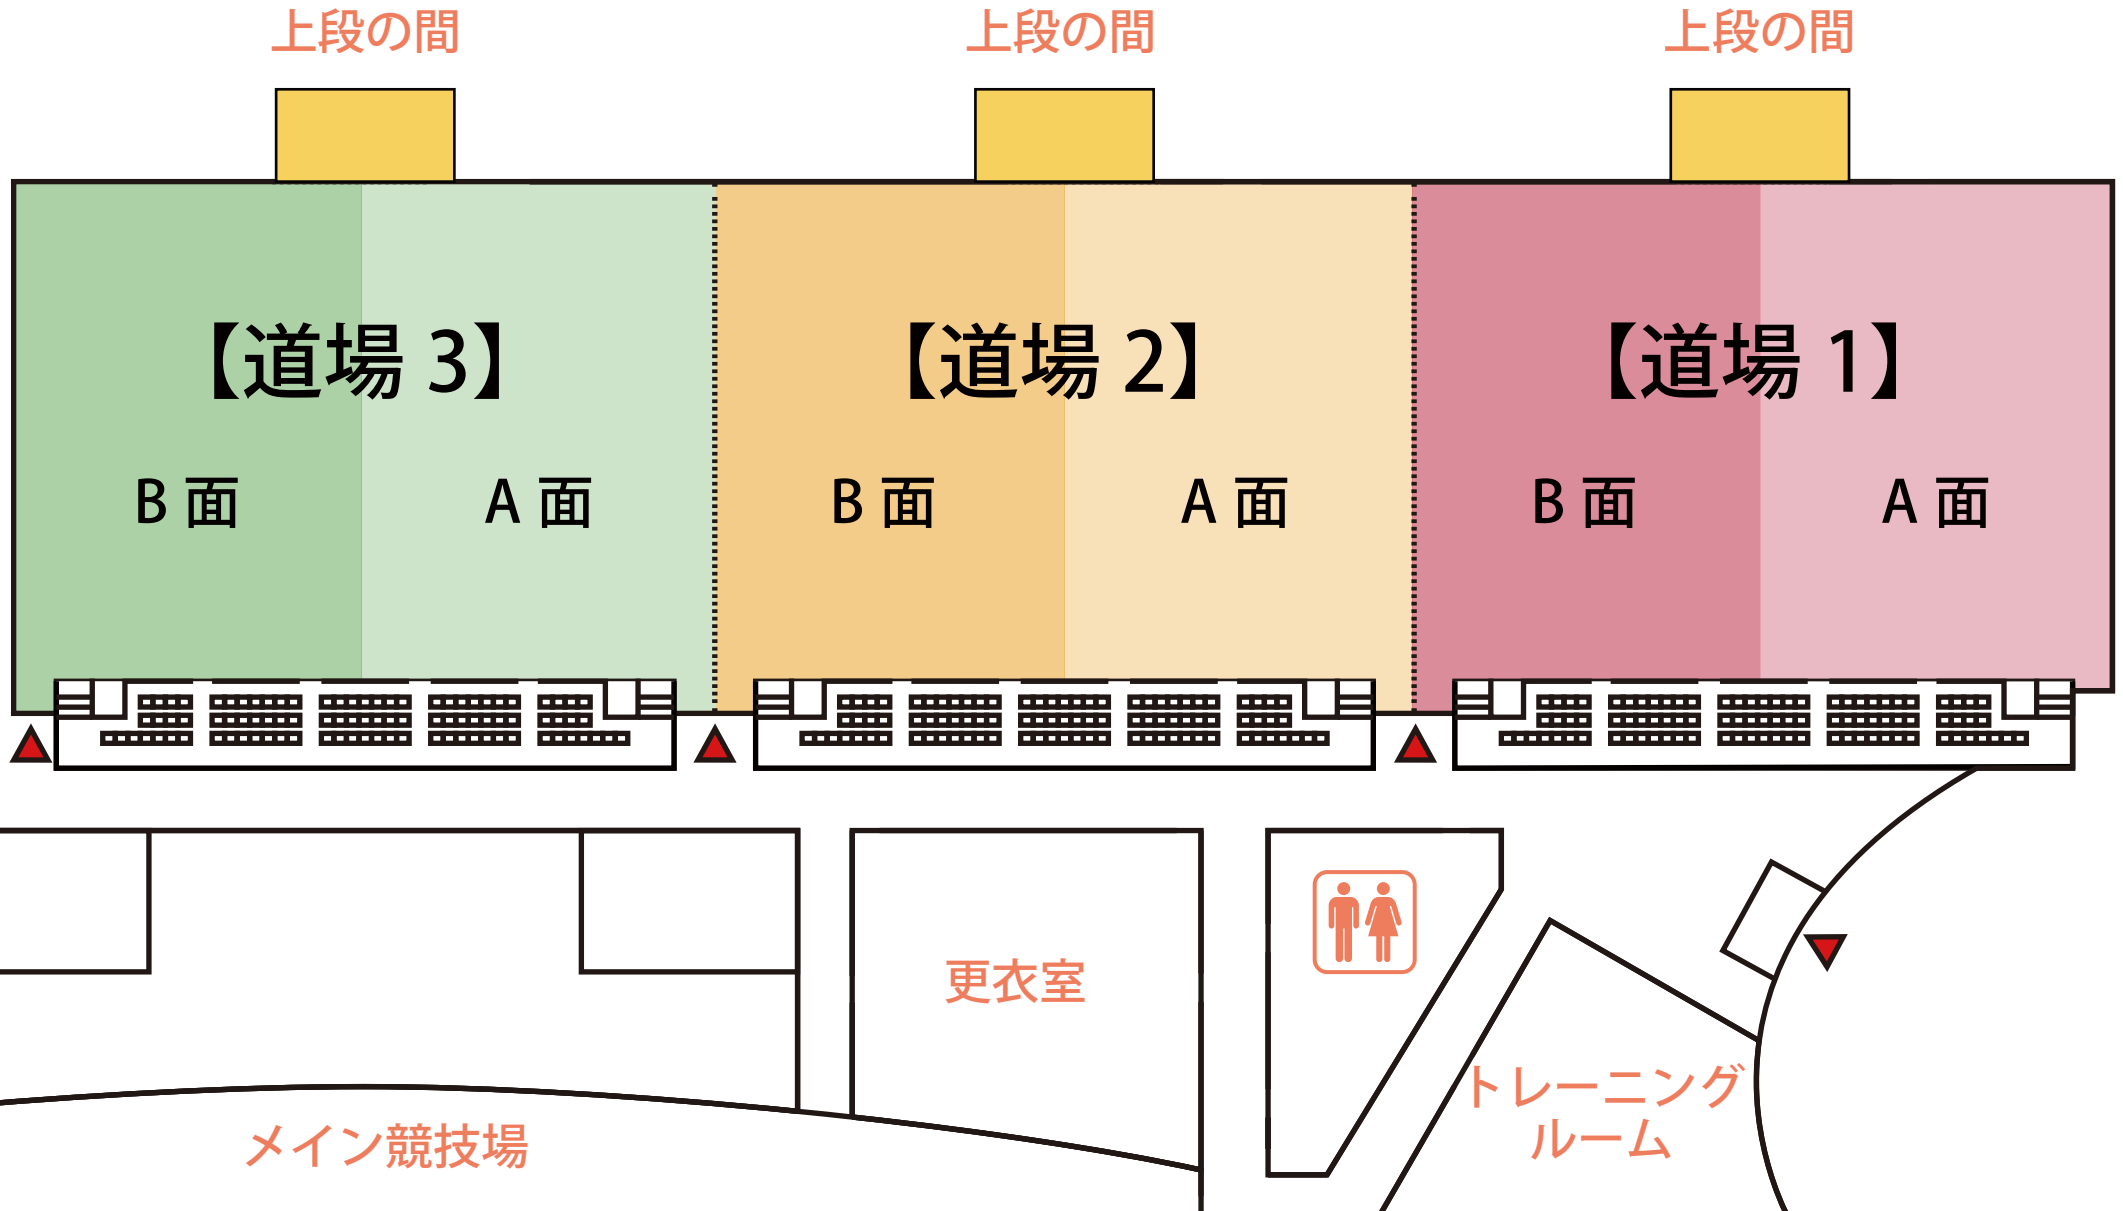 上段の間
上段の間
上段の間
【道場 3】
【道場 2】
【道場 1】
B 面
A 面
B 面
A 面
B 面
A 面
更衣室
トレーニング
ルーム
メイン競技場